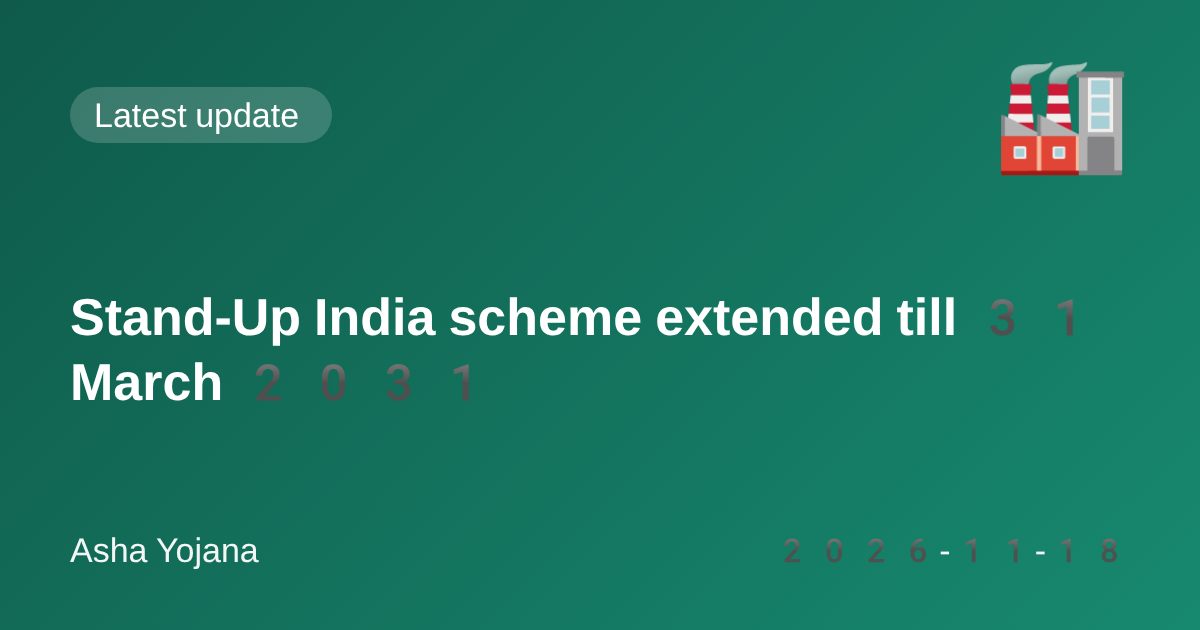 Latest update
Stand-Up India scheme extended till 31
March 2031
Asha Yojana
2026-11-18